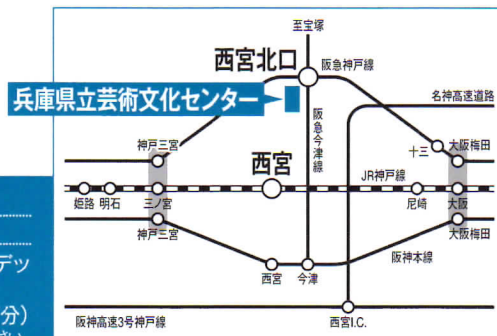 至宝塚
西宮北口
阪急神戸線
兵庫県立芸術文化センター
名神高速道路
阪急今津線
神戸三宮
十三
大阪梅田
西宮
JR神戸線
姫路
明石
三ノ宮
尼崎
大阪
神戸三宮
大阪梅田
デッ
西宮
今津
阪神本線
分)
さい
阪神高速3号神戸線
西宮I.C.